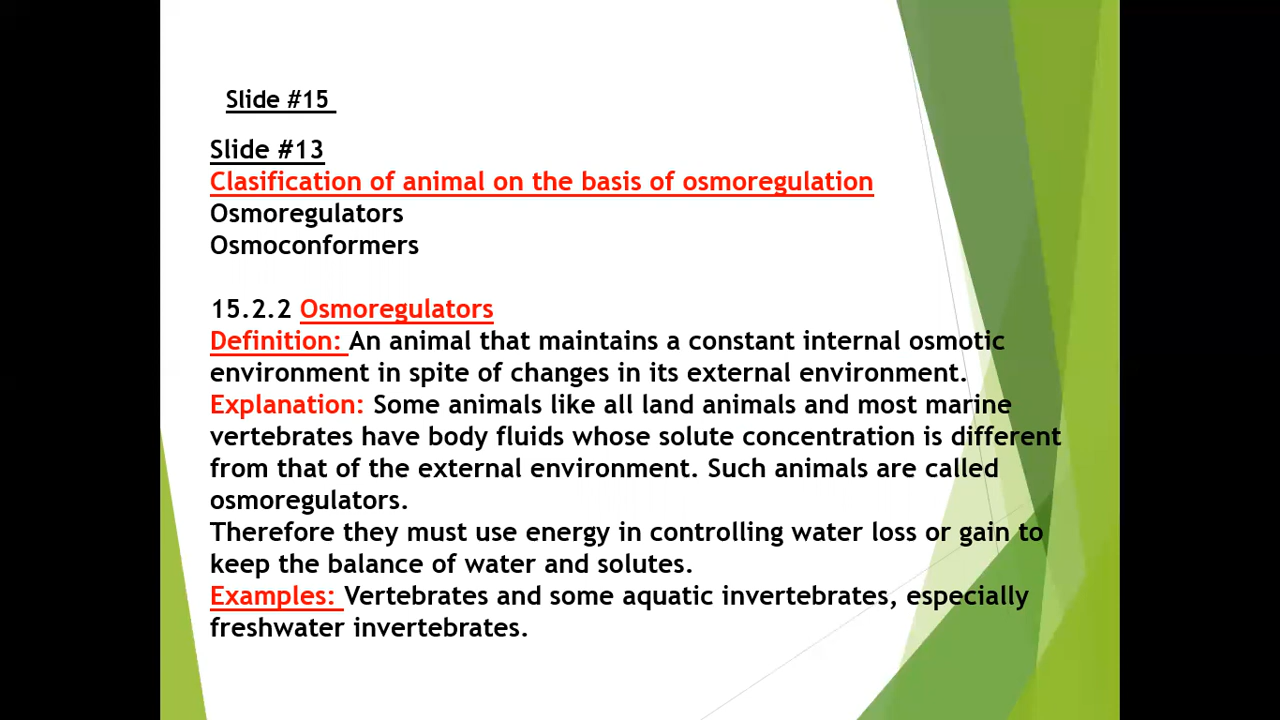 Slide #15
Slide #13
Clasification of animal on the basis of osmoregulation
Osmoregulators
Osmoconformers
15.2.2 Osmoregulators
Definition: An animal that maintains a constant internal osmotic
environment in spite of changes in its external environment.
Explanation: Some animals like all land animals and most marine
vertebrates have body fluids whose solute concentration is different
from that of the external environment. Such animals are called
osmoregulators.
Therefore they must use energy in controlling water loss or gain to
keep the balance of water and solutes.
Examples: Vertebrates and some aquatic invertebrates, especially
freshwater invertebrates.